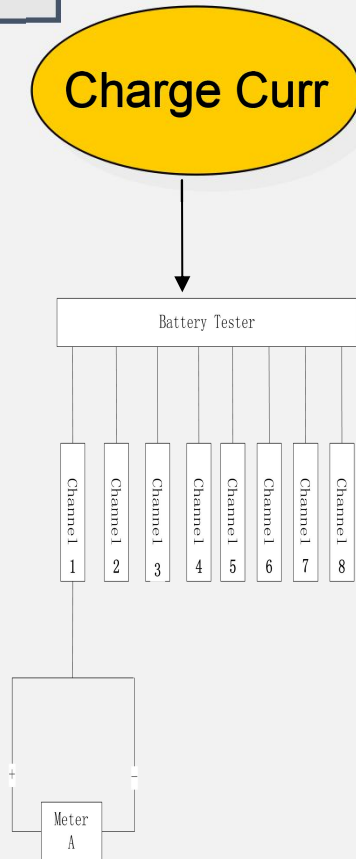 Charge Curr
Battery Tester
Channel 1
Channel 2
Channel 3
Channel 4
Channel 5
Channel 6
Channel 7
Channel 8
+
-
Meter
A